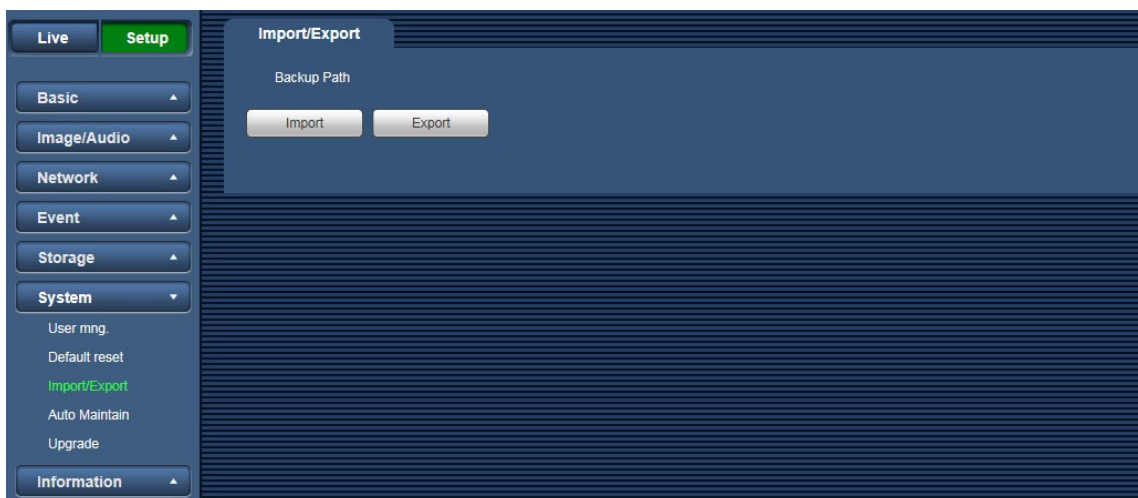 Live Setup
Basic
Image/Audio
Network
Event
Storage
System
User mng.
Default reset
Import/Export
Auto Maintain
Upgrade
Information
Import/Export
Backup Path
Import Export